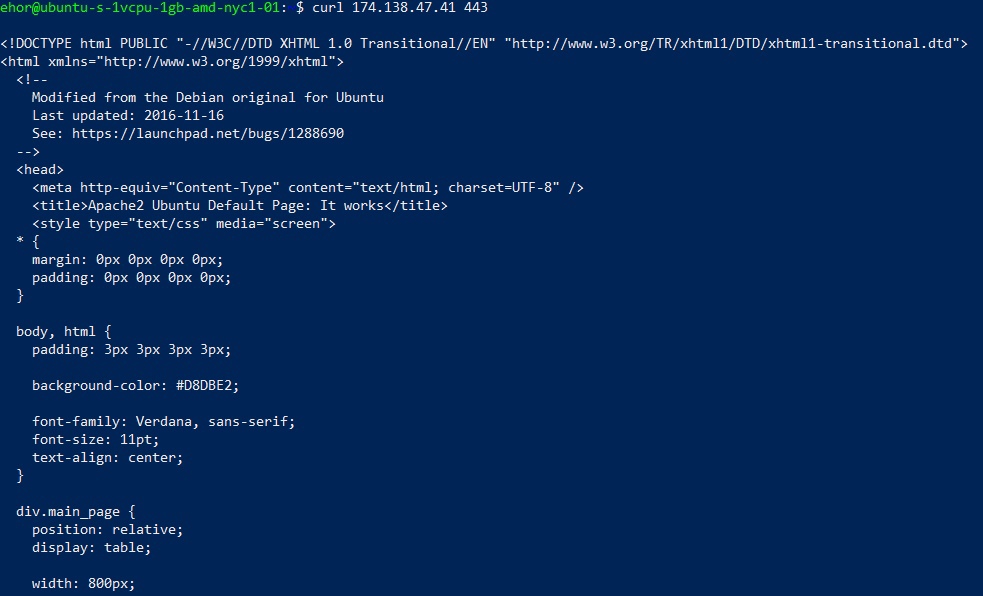 ehor@ubuntu-s-1vcpu-1gb-amd-nyc1-01: $ curl 174.138.47.41 443
<!DOCTYPE html PUBLIC "-//W3C//DTD XHTML 1.0 Transitional//EN" "http://www.w3.org/TR/xhtml1/DTD/xhtml1-transitional.dtd">
<html xmlns="http://www.w3.org/1999/xhtml">
<!--
Modified from the Debian original for Ubuntu
Last updated: 2016-11-16
See: https://launchpad.net/bugs/1288690
-->
<head>
<meta http-equiv="Content-Type" content="text/html; charset=UTF-8" />
<title>Apache2 Ubuntu Default Page: It works</title>
<style type="text/css" media="screen">
* {
margin: 0px 0px 0px 0px;
padding: 0px 0px 0px 0px;
}
body, html {
padding: 3px 3px 3px 3px;
background-color: #D8DBE2;
font-family: Verdana, sans-serif;
font-size: 11pt;
text-align: center;
}
div.main_page {
position: relative;
display: table;
width: 800px;